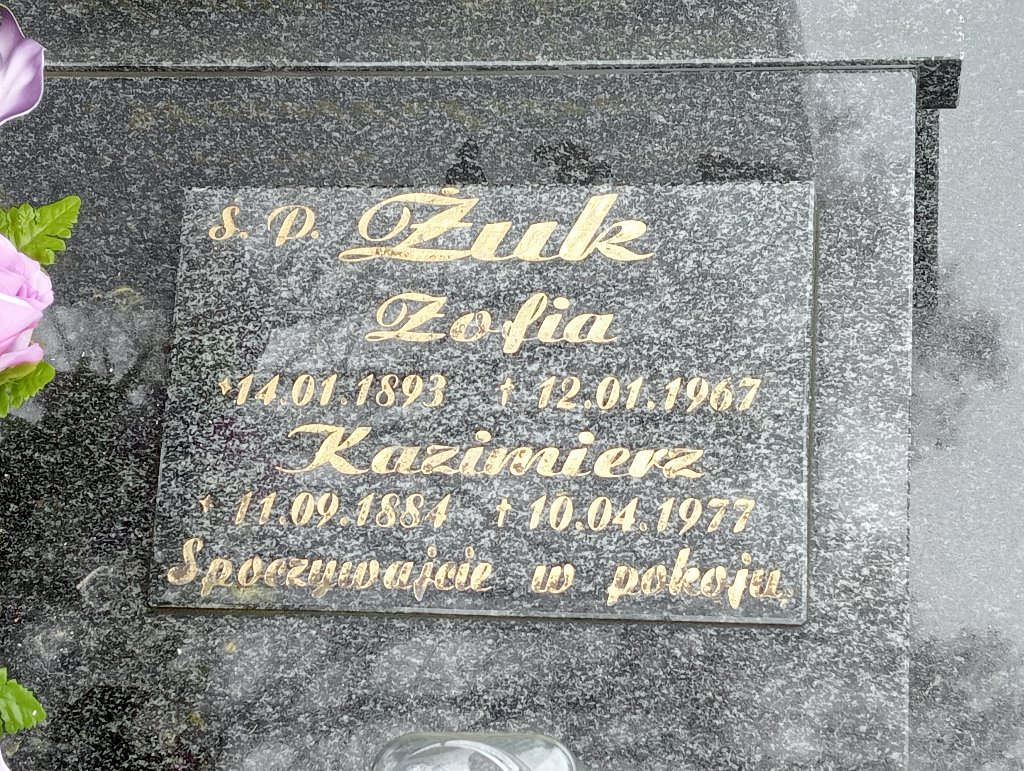 Ś. P. Żuk
Zofia
* 14.01.1893 † 12.01.1967
Kazimierz
* 11.09.1884 † 10.04.1977
Spoczywajcie w pokoju